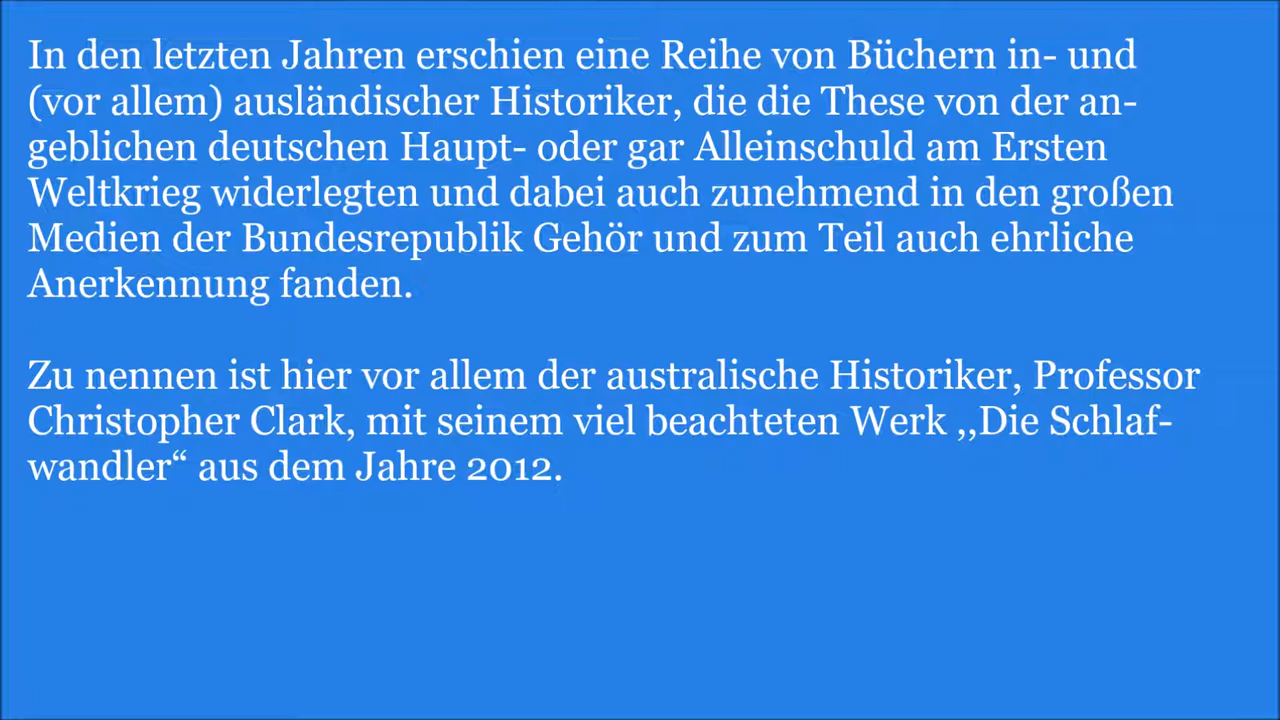 In den letzten Jahren erschien eine Reihe von Büchern in- und
(vor allem) ausländischer Historiker, die die These von der an-
geblichen deutschen Haupt- oder gar Alleinschuld am Ersten
Weltkrieg widerlegten und dabei auch zunehmend in den großen
Medien der Bundesrepublik Gehör und zum Teil auch ehrliche
Anerkennung fanden.
Zu nennen ist hier vor allem der australische Historiker, Professor
Christopher Clark, mit seinem viel beachteten Werk ,,Die Schlaf-
wandler“ aus dem Jahre 2012.